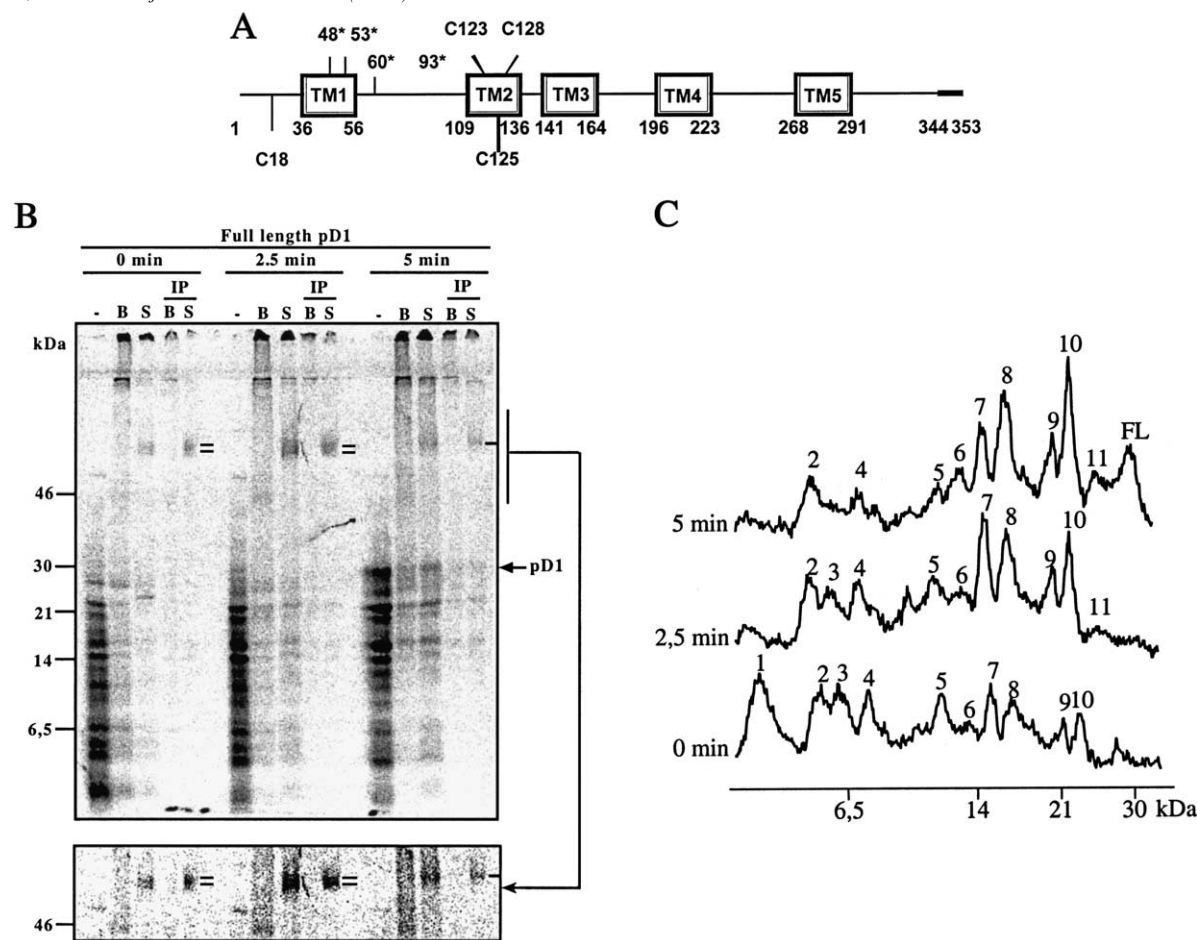 A
48* 53* C123 C128
60* 93*
TM1 TM2 TM3 TM4 TM5
1 36 56 109 136 141 164 196 223 268 291 344 353
C18 C125
B
Full length pD1
0 min 2.5 min 5 min
IP IP IP
- B S B S - B S B S - B S B S
kDa
46
30
pD1
21
14
6,5
46
C
10
8
7
9 FL
2 4 5 6 11
5 min
7 8 10
2 3 4 5 6 9
11
2,5 min
1
2 3 4 5 6 7 8 9 10
0 min
6,5 14 21 30 kDa